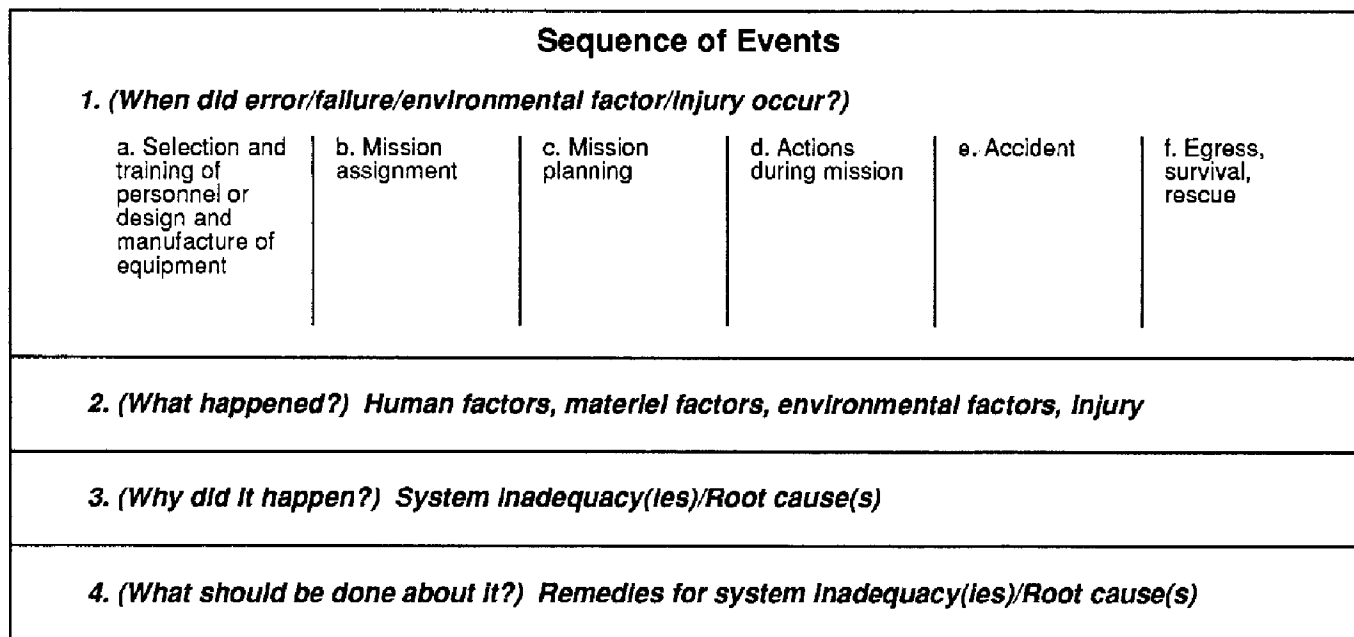 Sequence of Events
1. (When did error/failure/environmental factor/injury occur?)
a. Selection and
training of
personnel or
design and
manufacture of
equipment
b. Mission
assignment
c. Mission
planning
d. Actions
during mission
e. Accident
f. Egress,
survival,
rescue
2. (What happened?) Human factors, materiel factors, environmental factors, injury
3. (Why did it happen?) System inadequacy(ies)/Root cause(s)
4. (What should be done about it?) Remedies for system inadequacy(ies)/Root cause(s)